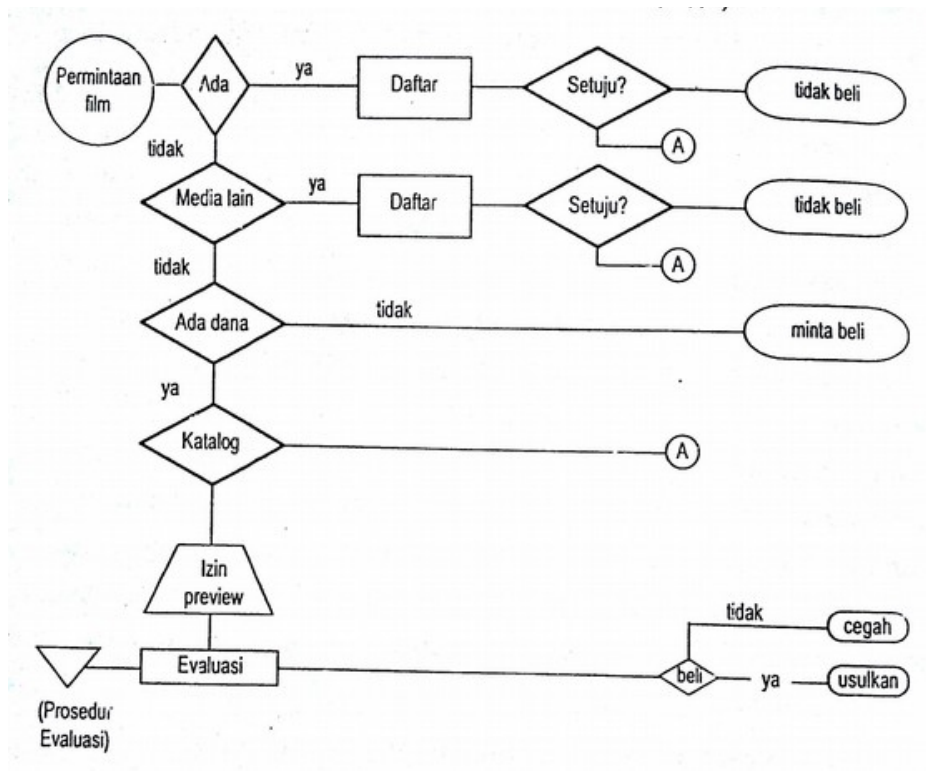 Permintaan
film
Ada
ya
Daftar
Setuju?
tidak beli
A
tidak
Media lain
ya
Daftar
Setuju?
tidak beli
A
tidak
Ada dana
tidak
minta beli
ya
Katalog
A
Izin
preview
Evaluasi
tidak
cegah
beli
ya
usulkan
(Prosedur
Evaluasi)